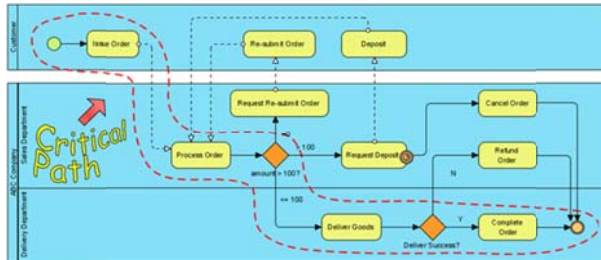 Customer
Issue Order
Re-submit Order
Deposit
ABC Company
Sales Department
Critical
Path
Request Re-submit Order
Cancel Order
Process Order
100
Request Deposit
Refund
Order
amount > 100?
N
Delivery Department
<= 100
Deliver Goods
Y
Complete
Order
Deliver Success?